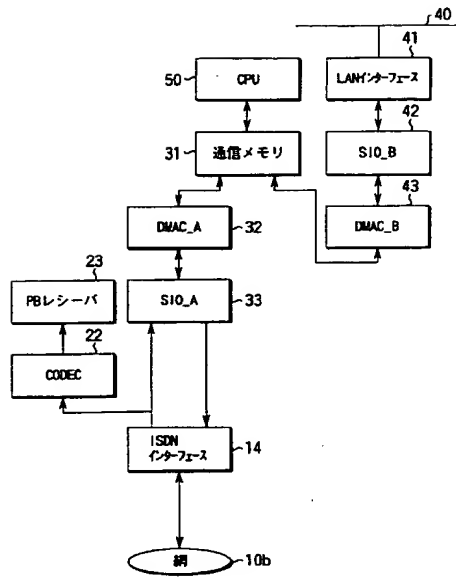 40
41
50
CPU
LANインターフェース
42
31
通信メモリ
SIO_B
43
DMAC_A
32
DMAC_B
23
PBレシーバ
SIO_A
33
22
CODEC
ISDN
インターフェース
14
網
10b